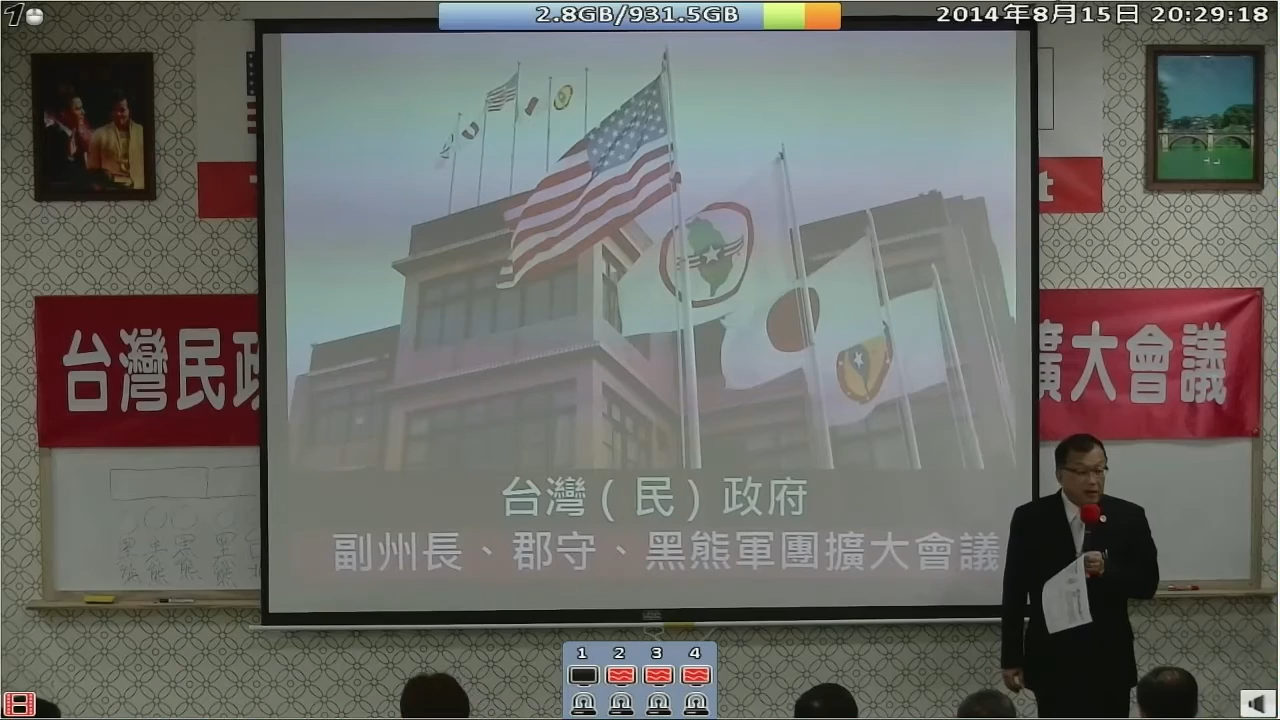 1
2.8GB/931.5GB
2014年8月15日 20:29:18
t
台灣民政
擴大會議
台灣（民）政府
副州長、郡守、黑熊軍團擴大會議
1 2 3 4